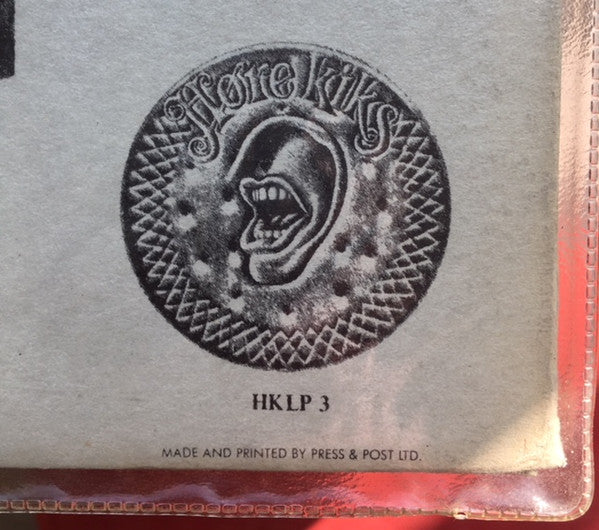 Høre kiks
HKLP 3
MADE AND PRINTED BY PRESS & POST LTD.